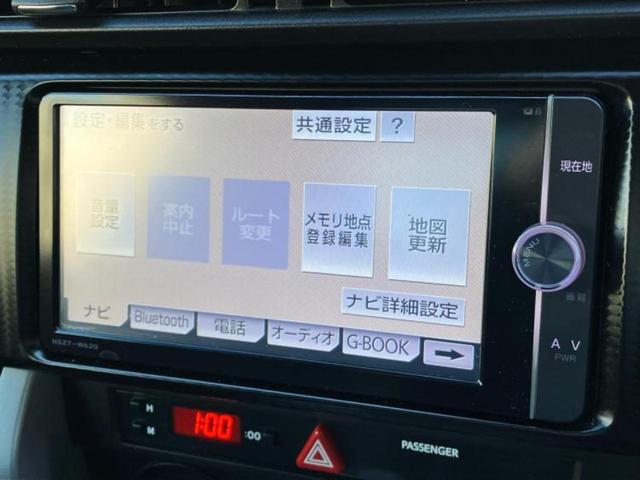 設定・編集をする
共通設定
?
現在地
音量
設定
案内
中止
ルート
変更
メモリ地点
登録編集
地図
更新
MENU
画質
ナビ詳細設定
ナビ
Bluetooth
電話
オーディオ
G-BOOK
NSZT-W62G
A V
PWR
H
M
1:00
:00
PASSENGER